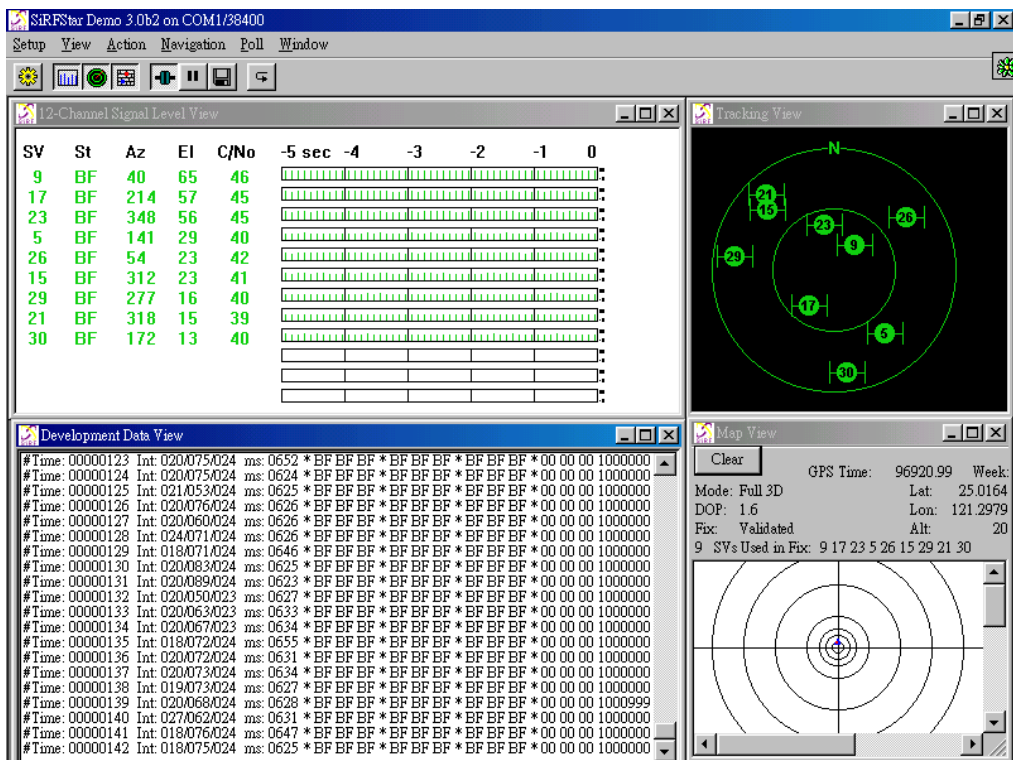 SiRFStar Demo 3.0b2 on COM1/38400
Setup View Action Navigation Poll Window
12-Channel Signal Level View
SV St Az El C/No -5 sec -4 -3 -2 -1 0
9 BF 40 65 46
17 BF 214 57 45
23 BF 348 56 45
5 BF 141 29 40
26 BF 54 23 42
15 BF 312 23 41
29 BF 277 16 40
21 BF 318 15 39
30 BF 172 13 40
Tracking View
N
21
15
26
23
9
29
17
5
30
Development Data View
#Time: 00000123 Int: 020/075/024 ms: 0652 * BF BF BF * BF BF BF * BF BF BF * 00 00 00 1000000
#Time: 00000124 Int: 020/075/024 ms: 0624 * BF BF BF * BF BF BF * BF BF BF * 00 00 00 1000000
#Time: 00000125 Int: 021/053/024 ms: 0625 * BF BF BF * BF BF BF * BF BF BF * 00 00 00 1000000
#Time: 00000126 Int: 020/076/024 ms: 0626 * BF BF BF * BF BF BF * BF BF BF * 00 00 00 1000000
#Time: 00000127 Int: 020/060/024 ms: 0626 * BF BF BF * BF BF BF * BF BF BF * 00 00 00 1000000
#Time: 00000128 Int: 024/071/024 ms: 0626 * BF BF BF * BF BF BF * BF BF BF * 00 00 00 1000000
#Time: 00000129 Int: 018/071/024 ms: 0646 * BF BF BF * BF BF BF * BF BF BF * 00 00 00 1000000
#Time: 00000130 Int: 020/083/024 ms: 0625 * BF BF BF * BF BF BF * BF BF BF * 00 00 00 1000000
#Time: 00000131 Int: 020/089/024 ms: 0623 * BF BF BF * BF BF BF * BF BF BF * 00 00 00 1000000
#Time: 00000132 Int: 020/050/023 ms: 0627 * BF BF BF * BF BF BF * BF BF BF * 00 00 00 1000000
#Time: 00000133 Int: 020/063/023 ms: 0633 * BF BF BF * BF BF BF * BF BF BF * 00 00 00 1000000
#Time: 00000134 Int: 020/067/023 ms: 0634 * BF BF BF * BF BF BF * BF BF BF * 00 00 00 1000000
#Time: 00000135 Int: 018/072/024 ms: 0655 * BF BF BF * BF BF BF * BF BF BF * 00 00 00 1000000
#Time: 00000136 Int: 020/072/024 ms: 0631 * BF BF BF * BF BF BF * BF BF BF * 00 00 00 1000000
#Time: 00000137 Int: 020/073/024 ms: 0634 * BF BF BF * BF BF BF * BF BF BF * 00 00 00 1000000
#Time: 00000138 Int: 019/073/024 ms: 0627 * BF BF BF * BF BF BF * BF BF BF * 00 00 00 1000000
#Time: 00000139 Int: 020/068/024 ms: 0628 * BF BF BF * BF BF BF * BF BF BF * 00 00 00 1000999
#Time: 00000140 Int: 027/062/024 ms: 0631 * BF BF BF * BF BF BF * BF BF BF * 00 00 00 1000000
#Time: 00000141 Int: 018/076/024 ms: 0647 * BF BF BF * BF BF BF * BF BF BF * 00 00 00 1000000
#Time: 00000142 Int: 018/075/024 ms: 0625 * BF BF BF * BF BF BF * BF BF BF * 00 00 00 1000000
Map View
Clear GPS Time: 96920.99 Week:
Mode: Full 3D Lat: 25.0164
DOP: 1.6 Lon: 121.2979
Fix: Validated Alt: 20
9 SVs Used in Fix: 9 17 23 5 26 15 29 21 30